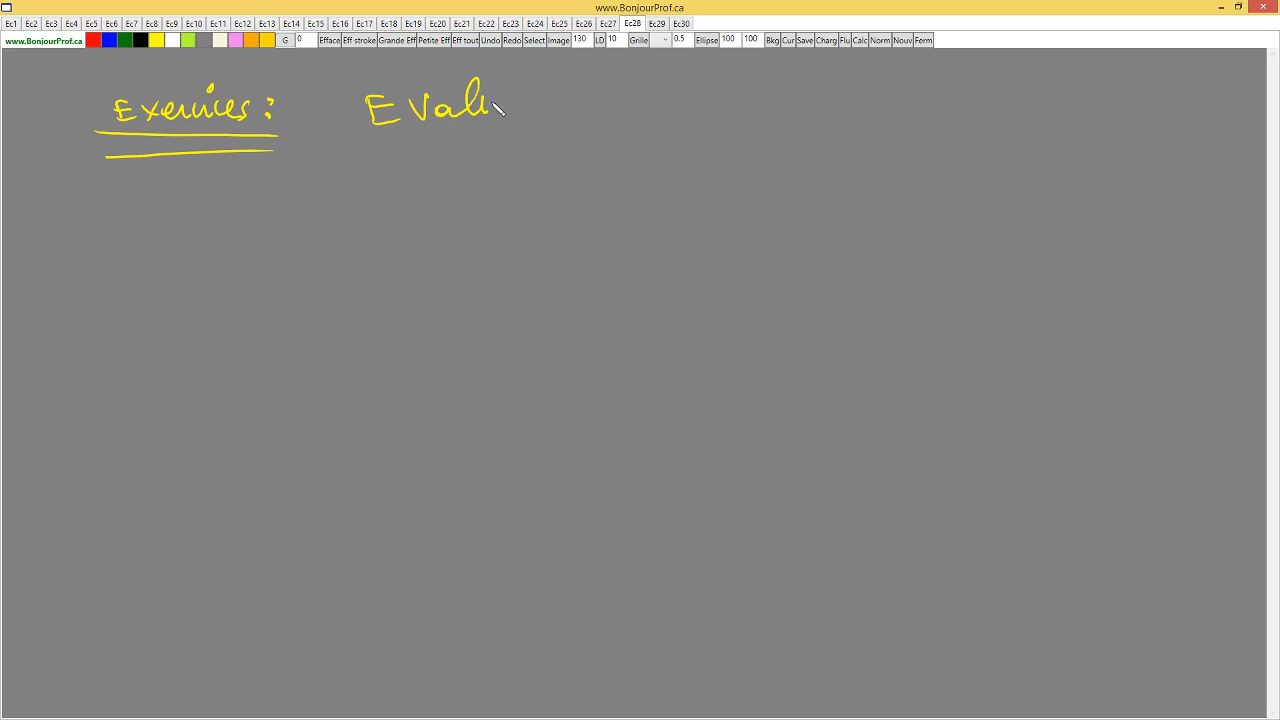 www.BonjourProf.ca
Ec1 Ec2 Ec3 Ec4 Ec5 Ec6 Ec7 Ec8 Ec9 Ec10 Ec11 Ec12 Ec13 Ec14 Ec15 Ec16 Ec17 Ec18 Ec19 Ec20 Ec21 Ec22 Ec23 Ec24 Ec25 Ec26 Ec27 Ec28 Ec29 Ec30
www.BonjourProf.ca G 0 Efface Eff stroke Grande Eff Petite Eff Eff tout Undo Redo Select Image 130 LD 10 Grille 0.5 Ellipse 100 100 Bkg Cur Save Charg Flu Calc Norm Nouv Ferm
Exercices : Evalu